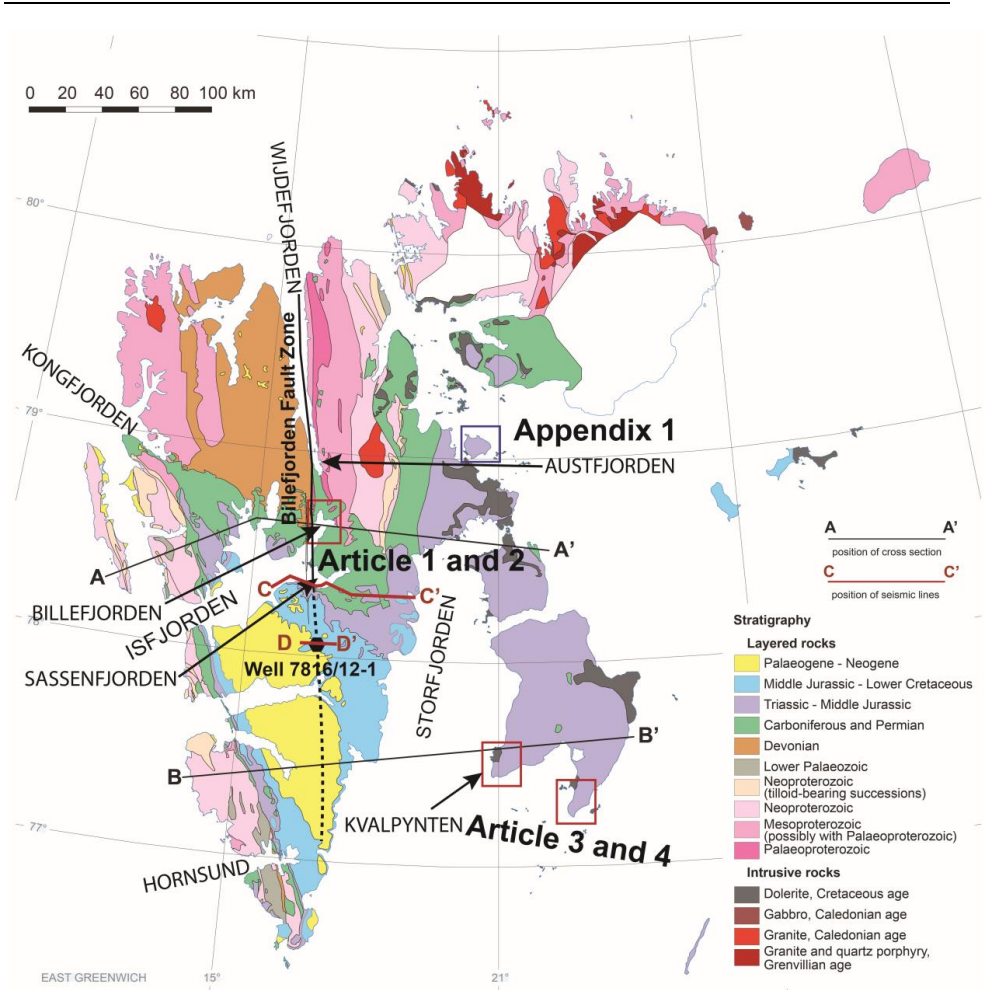 0 20 40 60 80 100 km
WIJDEFJORDEN
80°
KONGFJORDEN
Billefjorden Fault Zone
79°
Appendix 1
AUSTFJORDEN
A A'
A A'
position of cross section
Article 1 and 2
C C'
C C'
position of seismic lines
BILLEFJORDEN
ISFJORDEN
78°
SASSENFJORDEN
D D'
Well 7816/12-1
STORFJORDEN
B B'
KVALPYNTEN
Article 3 and 4
77°
HORNSUND
EAST GREENWICH
15°
21°
Stratigraphy
Layered rocks
Palaeogene - Neogene
Middle Jurassic - Lower Cretaceous
Triassic - Middle Jurassic
Carboniferous and Permian
Devonian
Lower Palaeozoic
Neoproterozoic
(tilloid-bearing successions)
Neoproterozoic
Mesoproterozoic
(possibly with Palaeoproterozoic)
Palaeoproterozoic
Intrusive rocks
Dolerite, Cretaceous age
Gabbro, Caledonian age
Granite, Caledonian age
Granite and quartz porphyry,
Grenvillian age